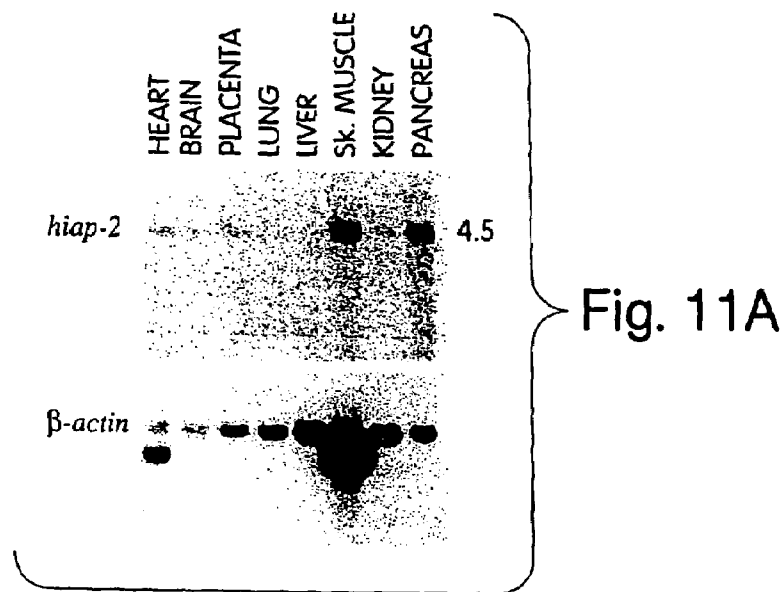 HEART
BRAIN
PLACENTA
LUNG
LIVER
Sk. MUSCLE
KIDNEY
PANCREAS
hiap-2
4.5
β-actin
Fig. 11A